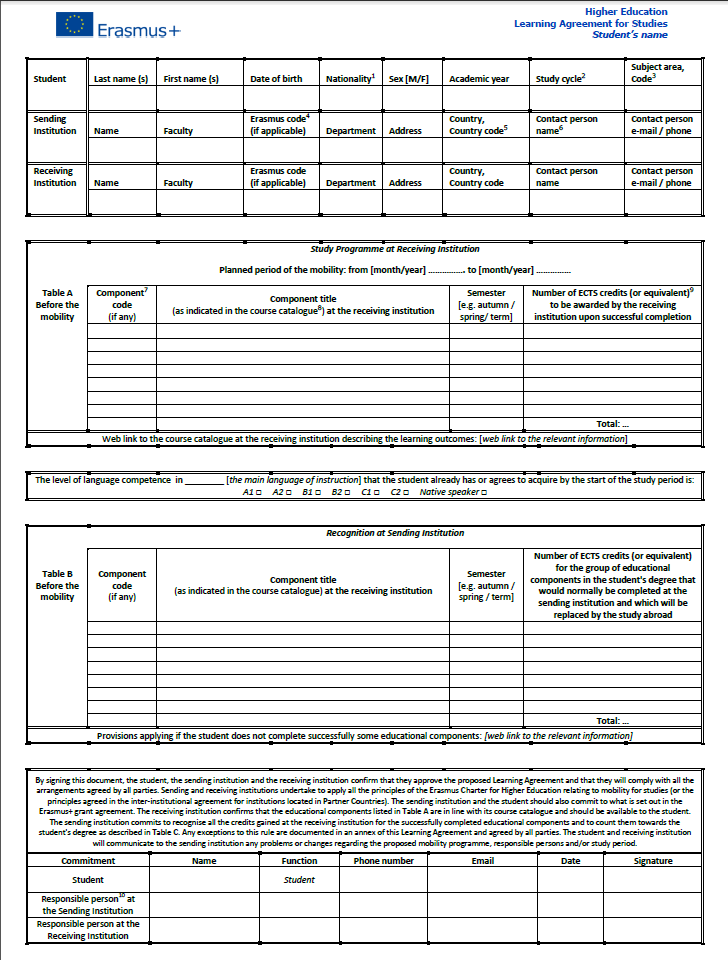 Erasmus+
Higher Education
Learning Agreement for Studies
Student's name
Student
Last name (s)
First name (s)
Date of birth
Nationality1
Sex [M/F]
Academic year
Study cycle2
Subject area,
Code3
Sending
Institution
Name
Faculty
Erasmus code4
(if applicable)
Department
Address
Country,
Country code5
Contact person
name6
Contact person
e-mail / phone
Receiving
Institution
Name
Faculty
Erasmus code
(if applicable)
Department
Address
Country,
Country code
Contact person
name
Contact person
e-mail / phone
Study Programme at Receiving Institution
Planned period of the mobility: from [month/year] ……………. to [month/year] ……………
Table A
Before the
mobility
Component7
code
(if any)
Component title
(as indicated in the course catalogue8) at the receiving institution
Semester
[e.g. autumn /
spring/ term]
Number of ECTS credits (or equivalent)9
to be awarded by the receiving
institution upon successful completion
Total: …
Web link to the course catalogue at the receiving institution describing the learning outcomes: [web link to the relevant information]
The level of language competence in ________ [the main language of instruction] that the student already has or agrees to acquire by the start of the study period is:
A1 □ A2 □ B1 □ B2 □ C1 □ C2 □ Native speaker □
Recognition at Sending Institution
Table B
Before the
mobility
Component
code
(if any)
Component title
(as indicated in the course catalogue) at the receiving institution
Semester
[e.g. autumn /
spring / term]
Number of ECTS credits (or equivalent)
for the group of educational
components in the student's degree that
would normally be completed at the
sending institution and which will be
replaced by the study abroad
Total: …
Provisions applying if the student does not complete successfully some educational components: [web link to the relevant information]
By signing this document, the student, the sending institution and the receiving institution confirm that they approve the proposed Learning Agreement and that they will comply with all the
arrangements agreed by all parties. Sending and receiving institutions undertake to apply all the principles of the Erasmus Charter for Higher Education relating to mobility for studies (or the
principles agreed in the inter-institutional agreement for institutions located in Partner Countries). The sending institution and the student should also commit to what is set out in the
Erasmus+ grant agreement. The receiving institution confirms that the educational components listed in Table A are in line with its course catalogue and should be available to the student.
The sending institution commits to recognise all the credits gained at the receiving institution for the successfully completed educational components and to count them towards the
student's degree as described in Table C. Any exceptions to this rule are documented in an annex of this Learning Agreement and agreed by all parties. The student and receiving institution
will communicate to the sending institution any problems or changes regarding the proposed mobility programme, responsible persons and/or study period.
Commitment
Name
Function
Phone number
Email
Date
Signature
Student
Student
Responsible person10 at
the Sending Institution
Responsible person at the
Receiving Institution